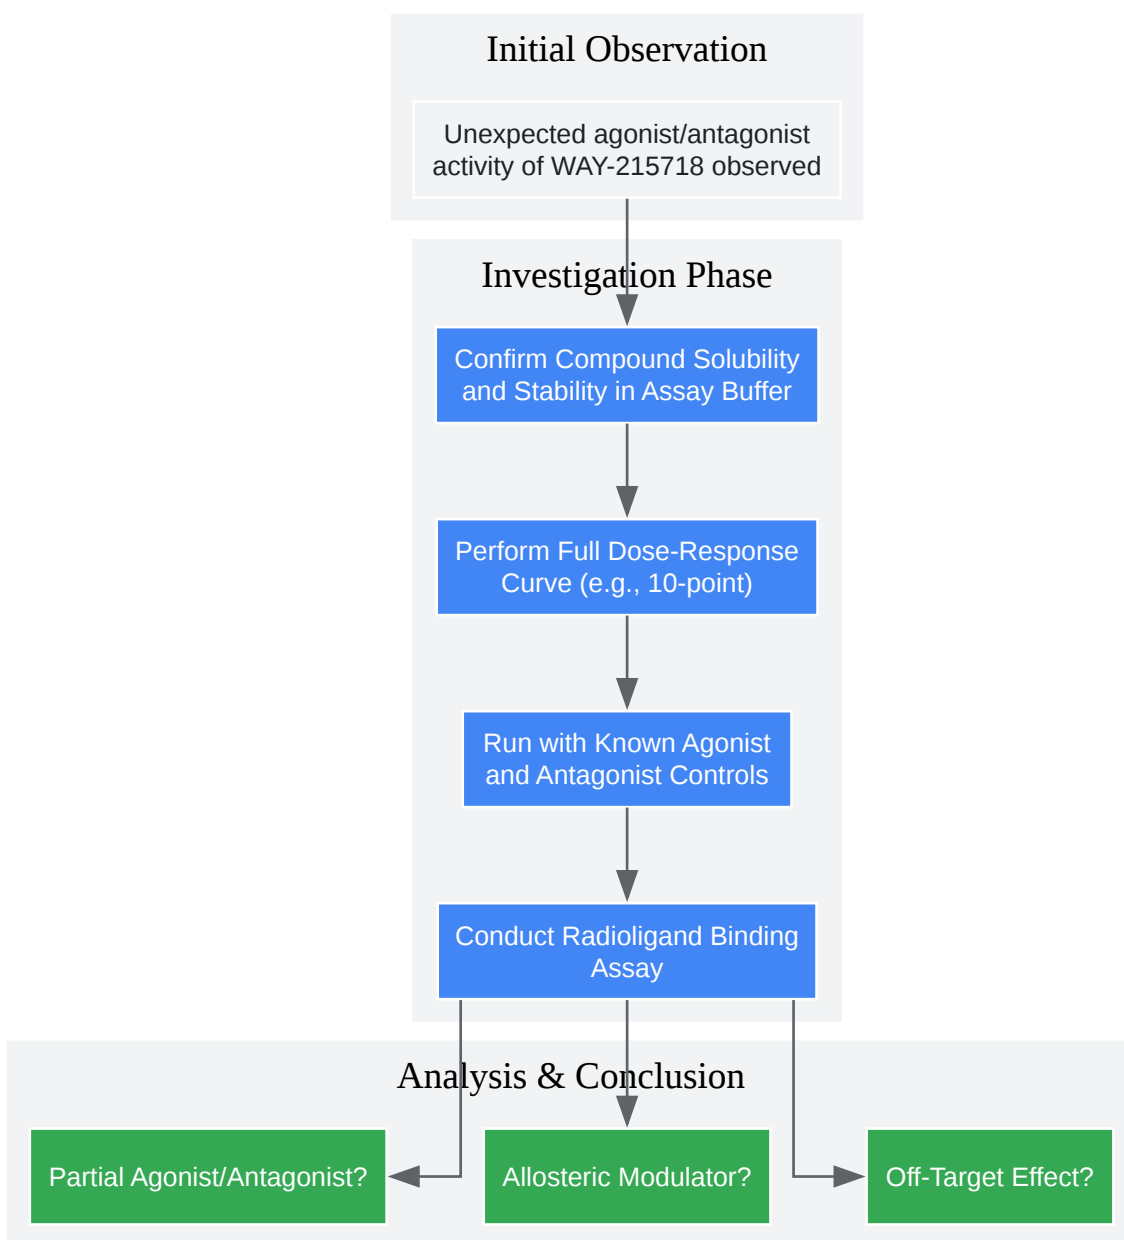 Initial Observation
Unexpected agonist/antagonist
activity of WAY-215718 observed
Investigation Phase
Confirm Compound Solubility
and Stability in Assay Buffer
Perform Full Dose-Response
Curve (e.g., 10-point)
Run with Known Agonist
and Antagonist Controls
Conduct Radioligand Binding
Assay
Analysis & Conclusion
Partial Agonist/Antagonist?
Allosteric Modulator?
Off-Target Effect?